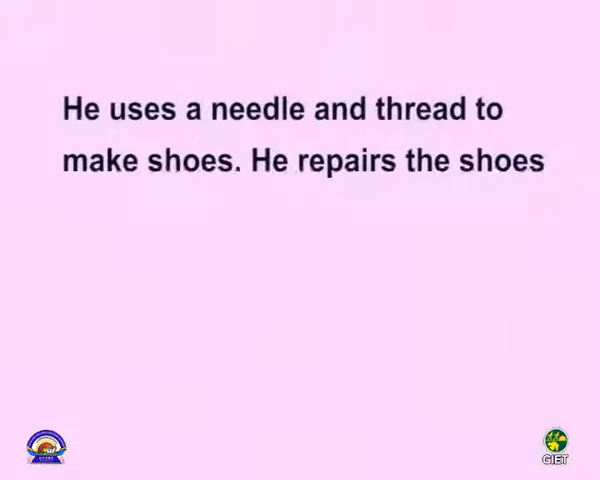 He uses a needle and thread to
make shoes. He repairs the shoes
GIET